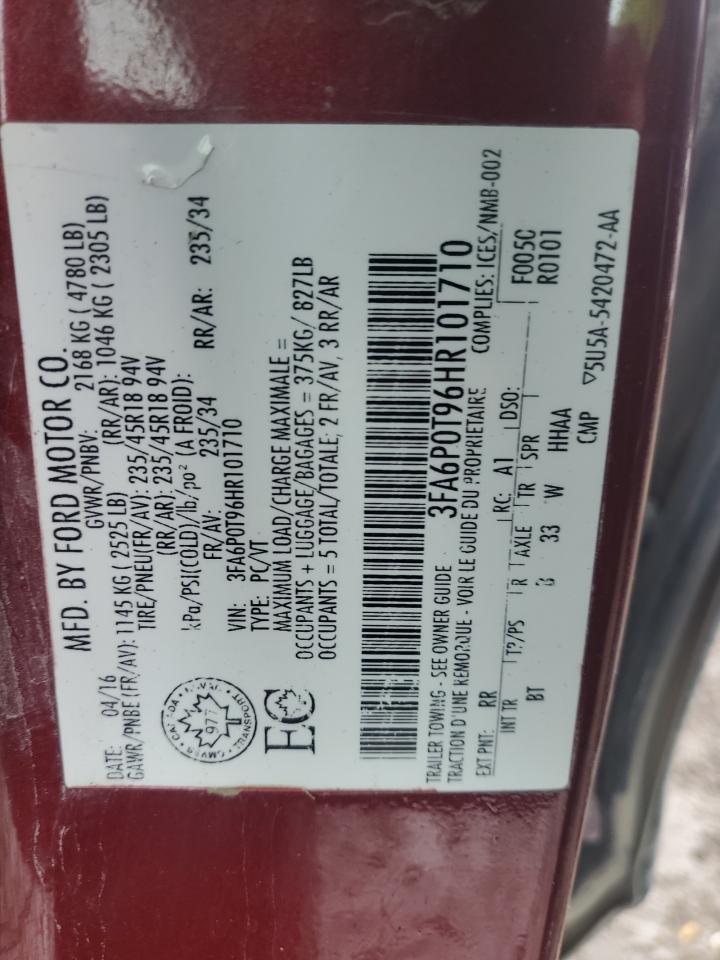 MFD. BY FORD MOTOR CO.
DATE: 04/16 GVWR/PNBV: 2168 KG ( 4780 LB)
GAWR/PNBE(FR/AV): 1145 KG ( 2525 LB) (RR/AR): 1046 KG ( 2305 LB)
TIRE/PNEU(FR/AV): 235/45R18 94V
(RR/AR): 235/45R18 94V
kPa/PSI(COLD)/lb/po² (A FROID):
FR/AV: 235/34 RR/AR: 235/34
VIN: 3FA6P0T96HR101710
TYPE: PC/VT
MAXIMUM LOAD/CHARGE MAXIMALE =
OCCUPANTS + LUGGAGE/BAGAGES = 375KG/ 827LB
OCCUPANTS = 5 TOTAL/TOTALE, 2 FR/AV, 3 RR/AR
CANADA
TRANSPORT
EC
3FA6P0T96HR101710
TRAILER TOWING - SEE OWNER GUIDE
TRACTION D'UNE REMORQUE - VOIR LE GUIDE DU PROPRIETAIRE COMPLIES: ICES/NMB-002
EXT PNT: RR RC: A1 DSO: F005C
R0101
INT TR TP/PS R AXLE TR SPR
BT 33 W HHAA
CMP ▽5U5A-5420472-AA